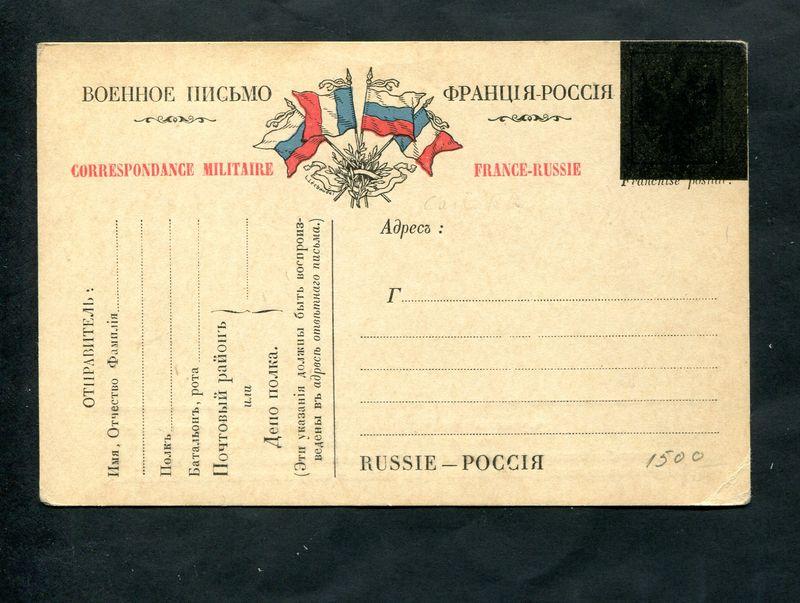 ВОЕННОЕ ПИСЬМО
ФРАНЦІЯ-РОССІЯ
CORRESPONDANCE MILITAIRE
FRANCE-RUSSIE
Franchise postale.
ОТПРАВИТЕЛЬ:
Имя, Отчество Фамилія
Полкъ
Батальонъ, рота
Почтовый районъ
или
Депо полка.
(Эти указанія должны быть воспроиз-
ведены въ адресѣ отвѣтнаго письма.)
Адресъ :
Г
RUSSIE — РОССІЯ
1500